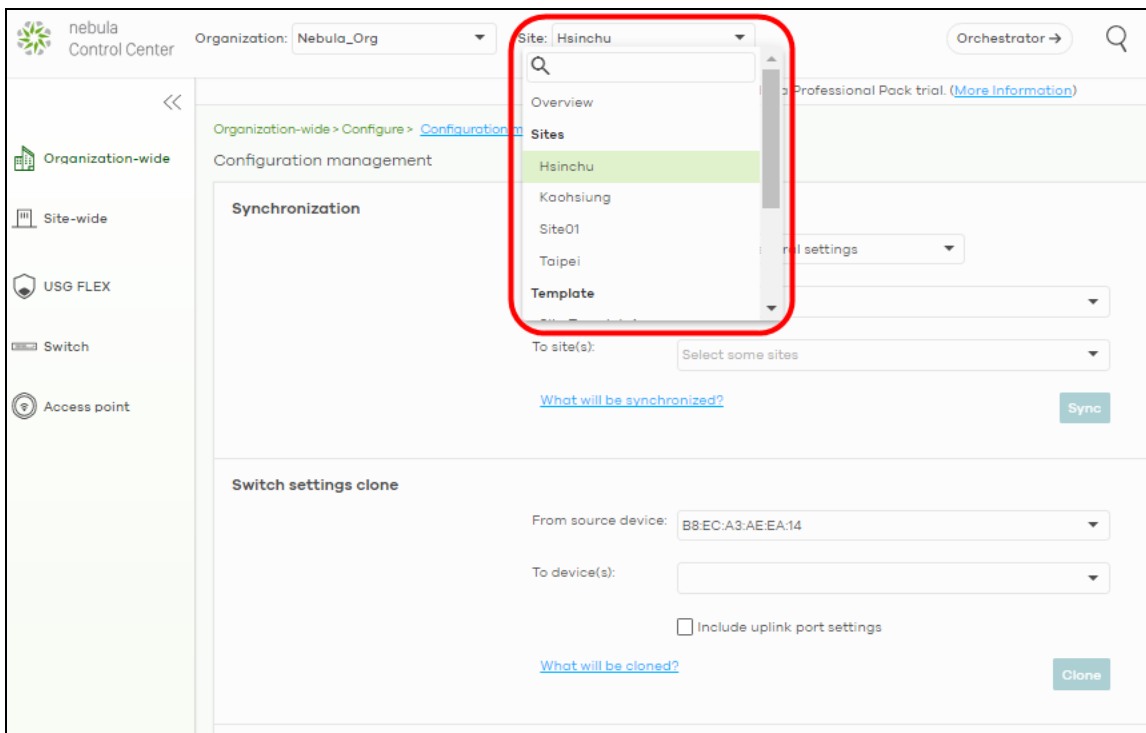 nebula
Control Center
Organization: Nebula_Org
Site: Hsinchu
Orchestrator →
Overview
Sites
Hsinchu
Kaohsiung
Site01
Taipei
Template
Professional Pack trial. (More Information)
Organization-wide > Configure > Configuration
Configuration management
Organization-wide
Site-wide
USG FLEX
Switch
Access point
Synchronization
settings
To site(s): Select some sites
What will be synchronized?
Sync
Switch settings clone
From source device: B8:EC:A3:AE:EA:14
To device(s):
Include uplink port settings
What will be cloned?
Clone